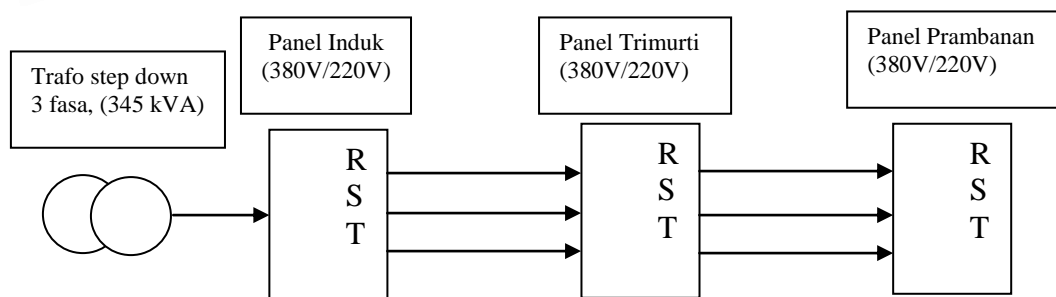 Trafo step down
3 fasa, (345 kVA)
Panel Induk
(380V/220V)
Panel Trimurti
(380V/220V)
Panel Prambanan
(380V/220V)
R
S
T
R
S
T
R
S
T